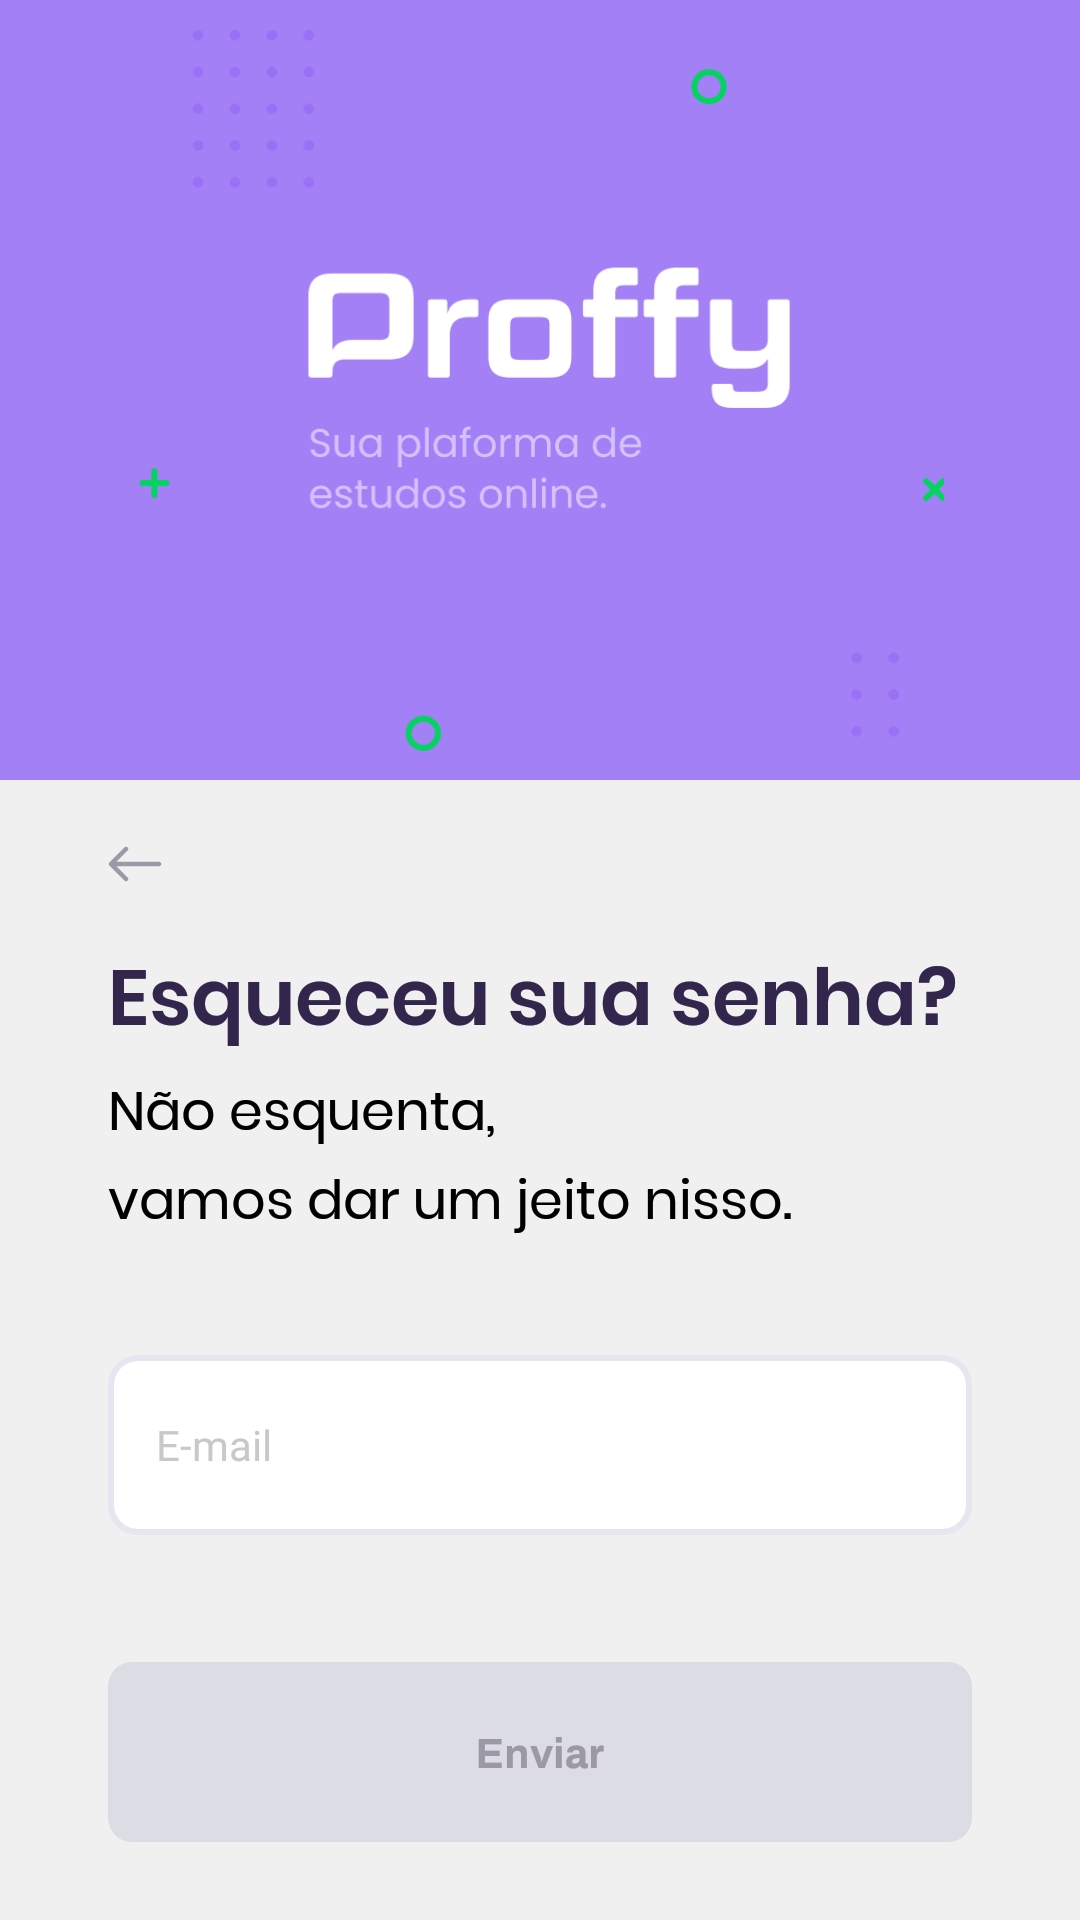 Proffy
Sua plaforma de
estudos online.
Esqueceu sua senha?
Não esquenta,
vamos dar um jeito nisso.
E-mail
Enviar